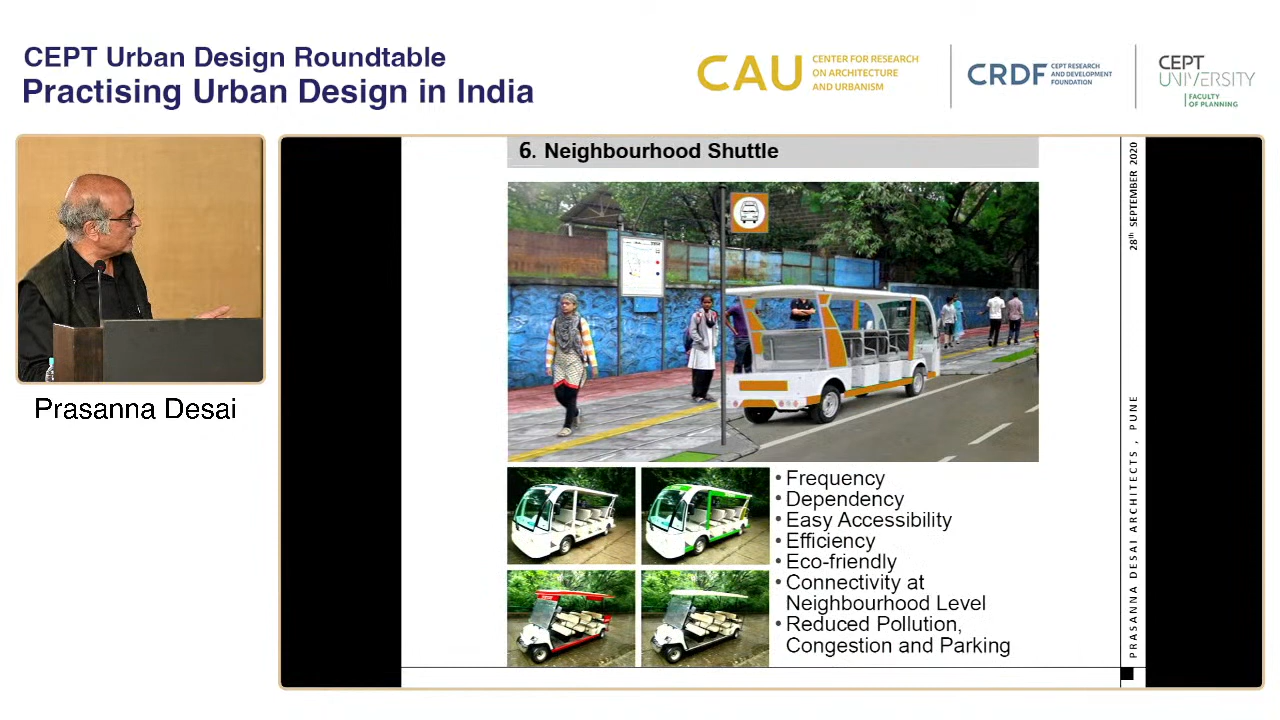 CEPT Urban Design Roundtable
Practising Urban Design in India
CAU
CENTER FOR RESEARCH
ON ARCHITECTURE
AND URBANISM
CRDF
CEPT RESEARCH
AND DEVELOPMENT
FOUNDATION
CEPT
UNIVERSITY
FACULTY
OF PLANNING
Prasanna Desai
6. Neighbourhood Shuttle
• Frequency
• Dependency
• Easy Accessibility
• Efficiency
• Eco-friendly
• Connectivity at
Neighbourhood Level
• Reduced Pollution,
Congestion and Parking
28th SEPTEMBER 2020
PRASANNA DESAI ARCHITECTS , PUNE